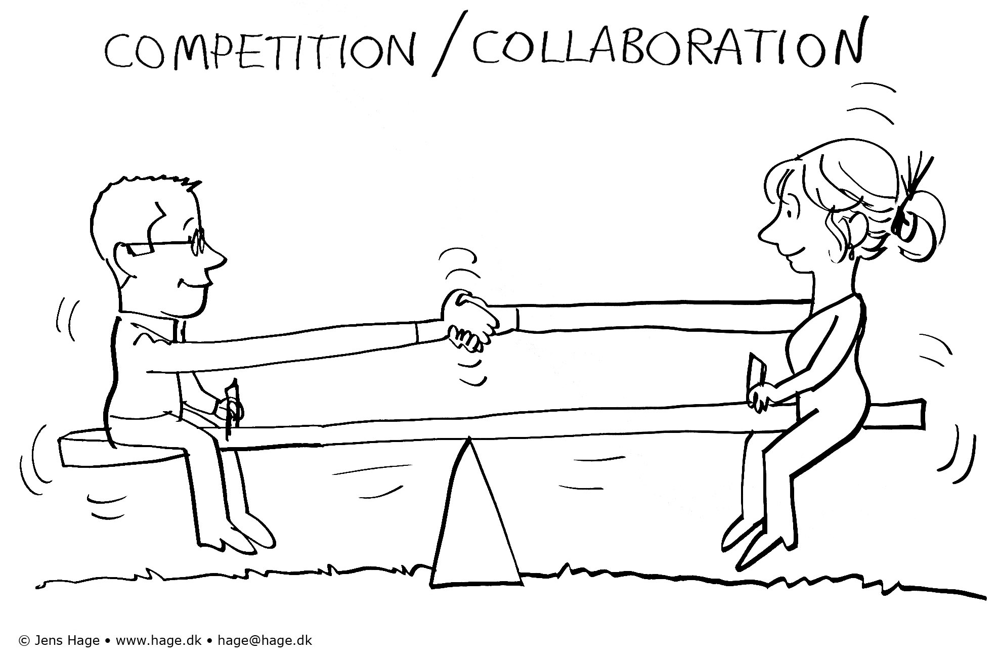 COMPETITION / COLLABORATION
© Jens Hage • www.hage.dk • hage@hage.dk